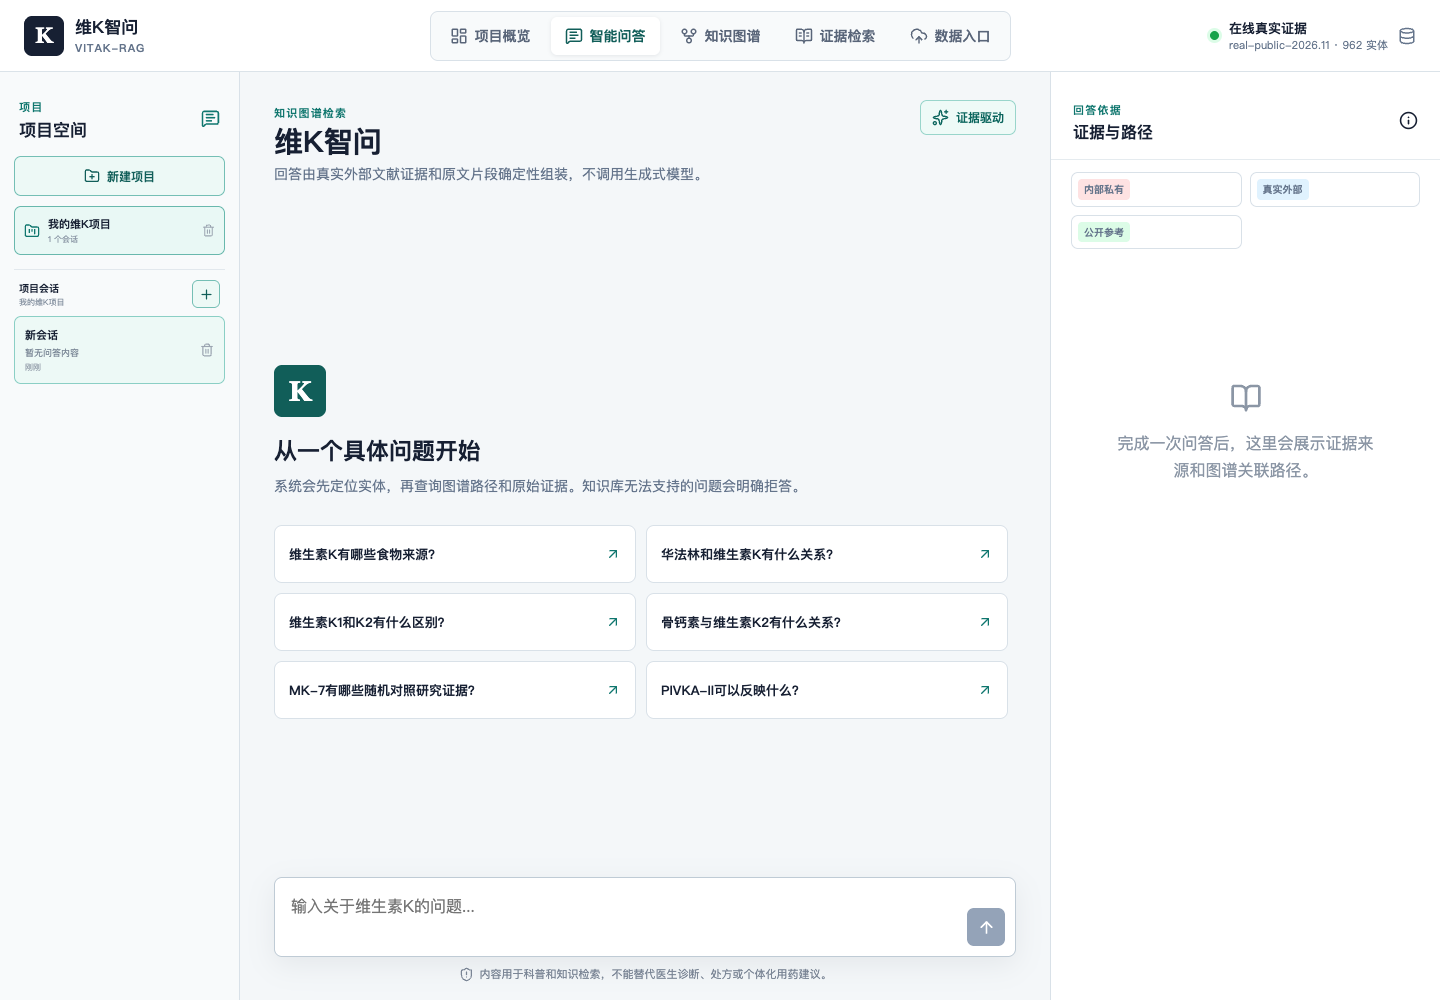 K
维K智问
VITAK-RAG
项目概览
智能问答
知识图谱
证据检索
数据入口
在线真实证据
real-public-2026.11 · 962 实体
项目
项目空间
新建项目
我的维K项目
1 个会话
项目会话
我的维K项目
新会话
暂无问答内容
刚刚
知识图谱检索
维K智问
回答由真实外部文献证据和原文片段确定性组装，不调用生成式模型。
证据驱动
K
从一个具体问题开始
系统会先定位实体，再查询图谱路径和原始证据。知识库无法支持的问题会明确拒答。
维生素K有哪些食物来源?
华法林和维生素K有什么关系?
维生素K1和K2有什么区别?
骨钙素与维生素K2有什么关系?
MK-7有哪些随机对照研究证据?
PIVKA-II可以反映什么?
输入关于维生素K的问题...
内容用于科普和知识检索，不能替代医生诊断、处方或个体化用药建议。
回答依据
证据与路径
内部私有
真实外部
公开参考
完成一次问答后，这里会展示证据来
源和图谱关联路径。